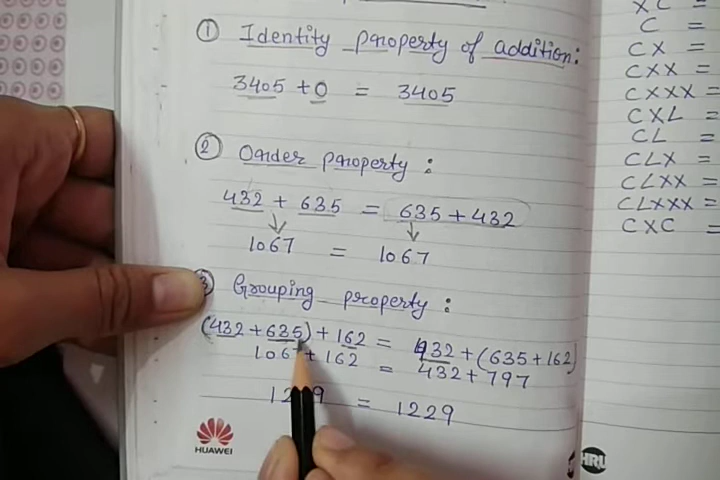 ① Identity property of addition:
3405 + 0 = 3405
② Order property:
432 + 635 = 635 + 432
1067 = 1067
③ Grouping property:
(432 + 635) + 162 = 432 + (635 + 162)
1067 + 162 = 432 + 797
= 1229
HUAWEI
HRL
XC =
C =
CX =
CXX =
CXXX =
CXL =
CL =
CLX =
CLXX =
CLXXX =
CXC =